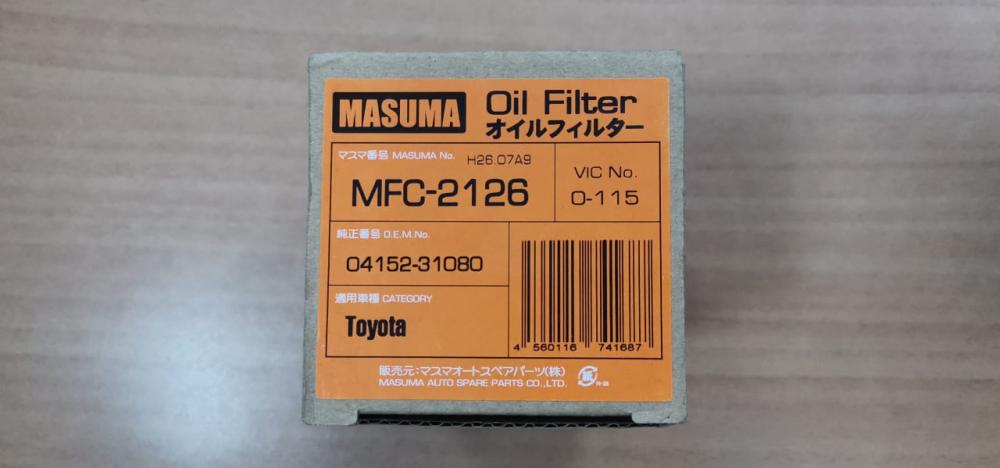 MASUMA
Oil Filter
オイルフィルター
マスマ番号 MASUMA No. H26.07A9
MFC-2126
VIC No.
O-115
純正番号 O.E.M.No.
04152-31080
適用車種 CATEGORY
Toyota
4 560116 741687
販売元:マスマオートスペアパーツ(株)
MASUMA AUTO SPARE PARTS CO.,LTD.